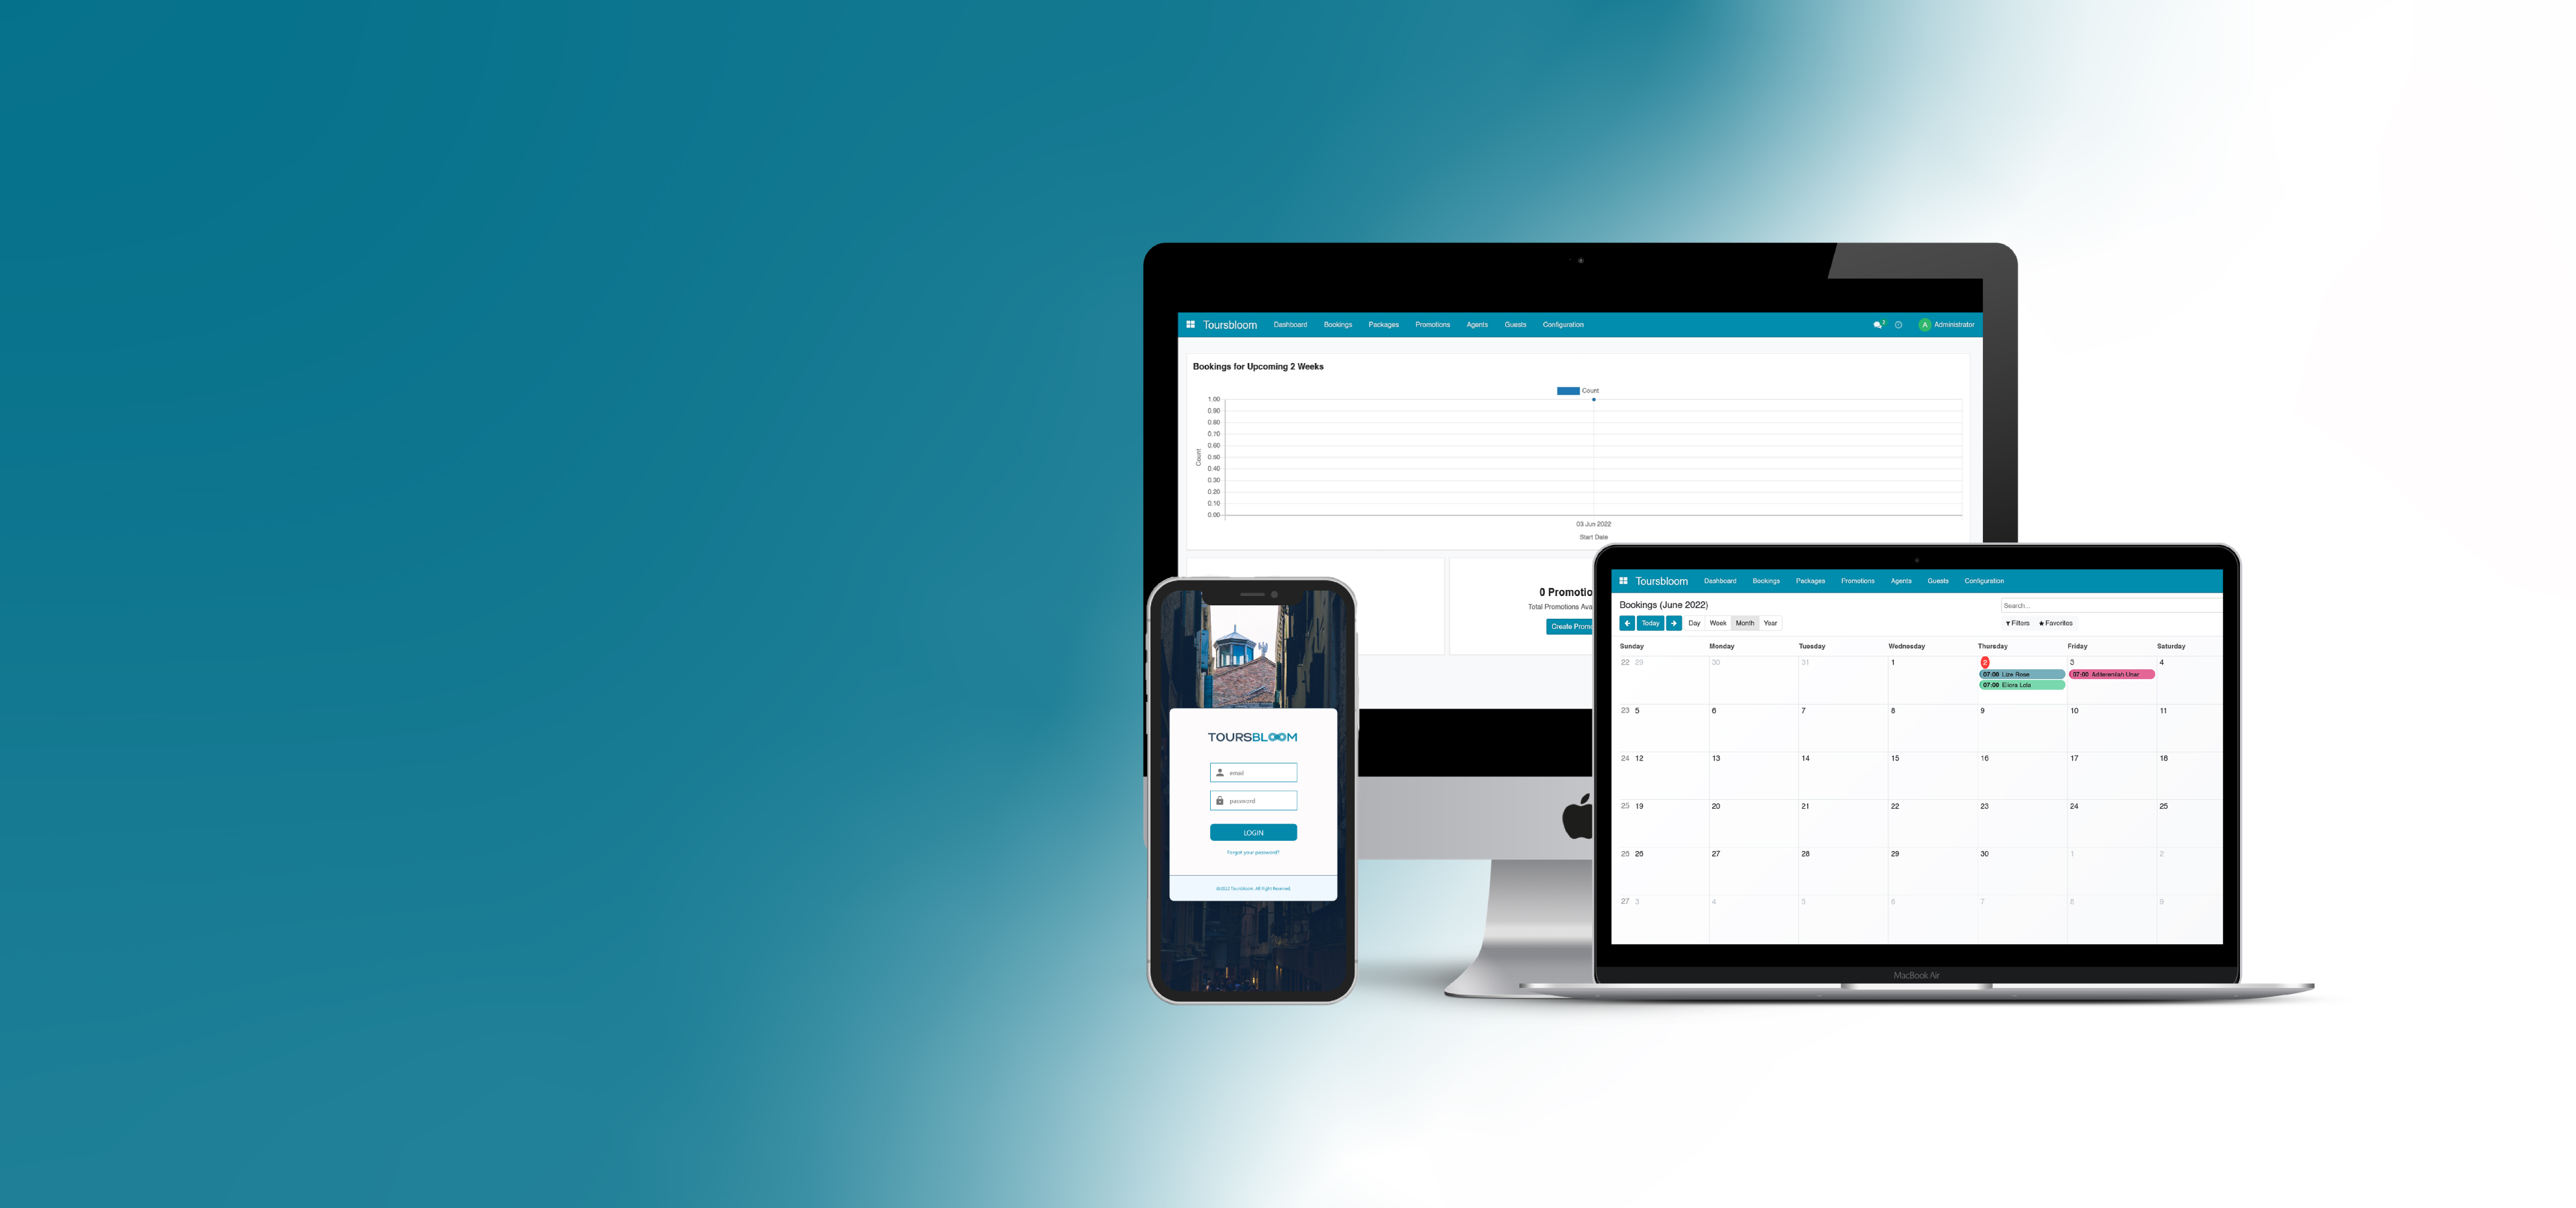 Toursbloom Dashboard Bookings Packages Promotions Agents Guests Configuration 2 A Administrator
Bookings for Upcoming 2 Weeks
Count
1.00
0.90
0.80
0.70
0.60
0.50
0.40
0.30
0.20
0.10
0.00
Count
03 Jun 2022
Start Date
0 Promotio
Total Promotions Ava
Create Promo
TOURSBLOOM
email
password
LOGIN
Forgot your password?
©2022 Toursbloom. All Right Reserved.
Toursbloom Dashboard Bookings Packages Promotions Agents Guests Configuration
Bookings (June 2022)
Search...
Today Day Week Month Year
Filters Favorites
Sunday Monday Tuesday Wednesday Thursday Friday Saturday
22 29 30 31 1 2 3 4
07:00 Rose 07:00
07:00 Elora Lola
23 5 6 7 8 9 10 11
24 12 13 14 15 16 17 18
25 19 20 21 22 23 24 25
26 26 27 28 29 30 1 2
27 3 4 5 6 7 8 9
MacBook Air